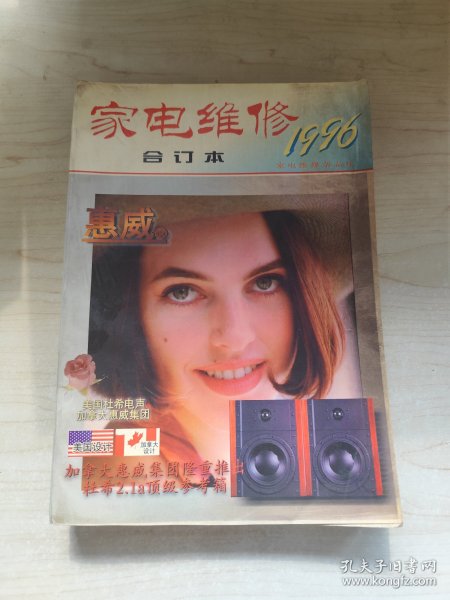 家电维修
1996
合订本
惠威
美国杜希电声
加拿大惠威集团
美国设计
加拿大
设计
加拿大惠威集团隆重推出
杜希2.1a顶级参考箱
孔夫子旧书网
www.kongfz.com